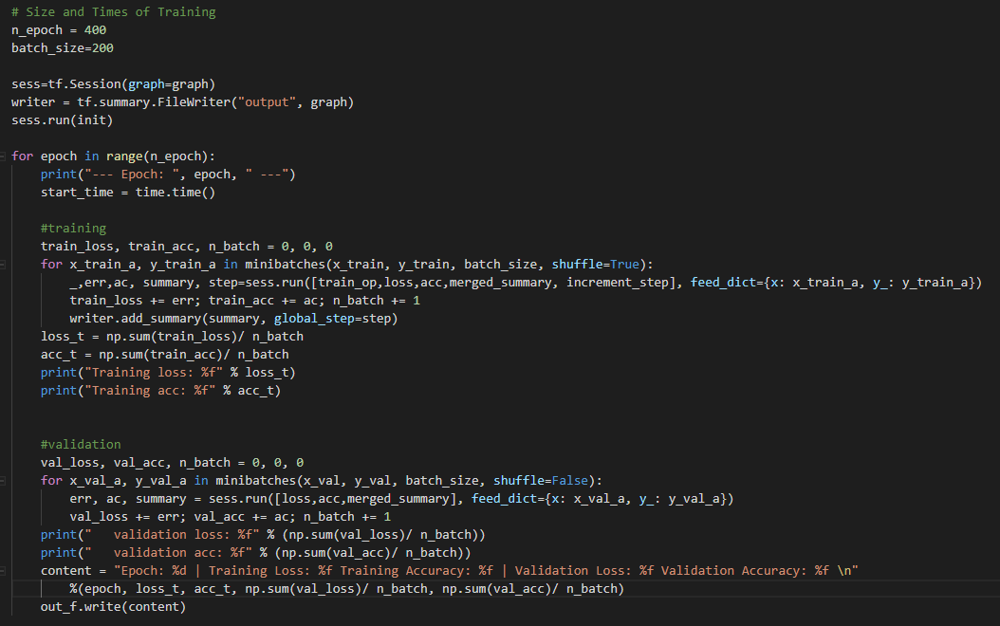 # Size and Times of Training
n_epoch = 400
batch_size=200
sess=tf.Session(graph=graph)
writer = tf.summary.FileWriter("output", graph)
sess.run(init)
for epoch in range(n_epoch):
    print("--- Epoch: ", epoch, " ---")
    start_time = time.time()
    #training
    train_loss, train_acc, n_batch = 0, 0, 0
    for x_train_a, y_train_a in minibatches(x_train, y_train, batch_size, shuffle=True):
        _,err,ac, summary, step=sess.run([train_op,loss,acc,merged_summary, increment_step], feed_dict={x: x_train_a, y_: y_train_a})
        train_loss += err; train_acc += ac; n_batch += 1
        writer.add_summary(summary, global_step=step)
    loss_t = np.sum(train_loss)/ n_batch
    acc_t = np.sum(train_acc)/ n_batch
    print("Training loss: %f" % loss_t)
    print("Training acc: %f" % acc_t)
    #validation
    val_loss, val_acc, n_batch = 0, 0, 0
    for x_val_a, y_val_a in minibatches(x_val, y_val, batch_size, shuffle=False):
        err, ac, summary = sess.run([loss,acc,merged_summary], feed_dict={x: x_val_a, y_: y_val_a})
        val_loss += err; val_acc += ac; n_batch += 1
    print("   validation loss: %f" % (np.sum(val_loss)/ n_batch))
    print("   validation acc: %f" % (np.sum(val_acc)/ n_batch))
    content = "Epoch: %d | Training Loss: %f Training Accuracy: %f | Validation Loss: %f Validation Accuracy: %f \n"
        %(epoch, loss_t, acc_t, np.sum(val_loss)/ n_batch, np.sum(val_acc)/ n_batch)
    out_f.write(content)